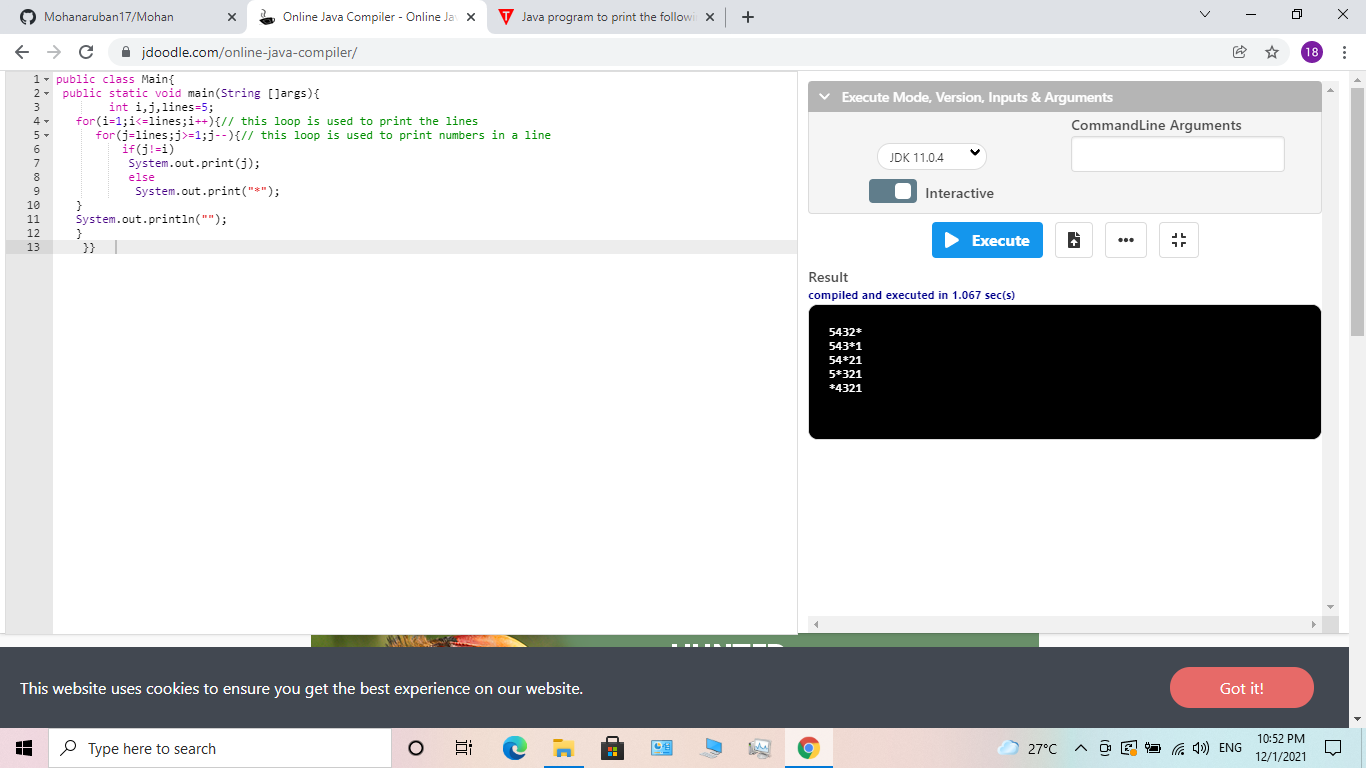 Mohanaruban17/Mohan
Online Java Compiler - Online Ja
Java program to print the follow
jdoodle.com/online-java-compiler/
18
1 public class Main{
2 public static void main(String []args){
3 int i,j,lines=5;
4 for(i=1;i<=lines;i++){// this loop is used to print the lines
5 for(j=lines;j>=1;j--){// this loop is used to print numbers in a line
6 if(j!=i)
7 System.out.print(j);
8 else
9 System.out.print("*");
10 }
11 System.out.println("");
12 }
13 }}
Execute Mode, Version, Inputs & Arguments
CommandLine Arguments
JDK 11.0.4
Interactive
Execute
Result
compiled and executed in 1.067 sec(s)
5432*
543*1
54*21
5*321
*4321
This website uses cookies to ensure you get the best experience on our website.
Got it!
Type here to search
27°C
ENG
10:52 PM
12/1/2021